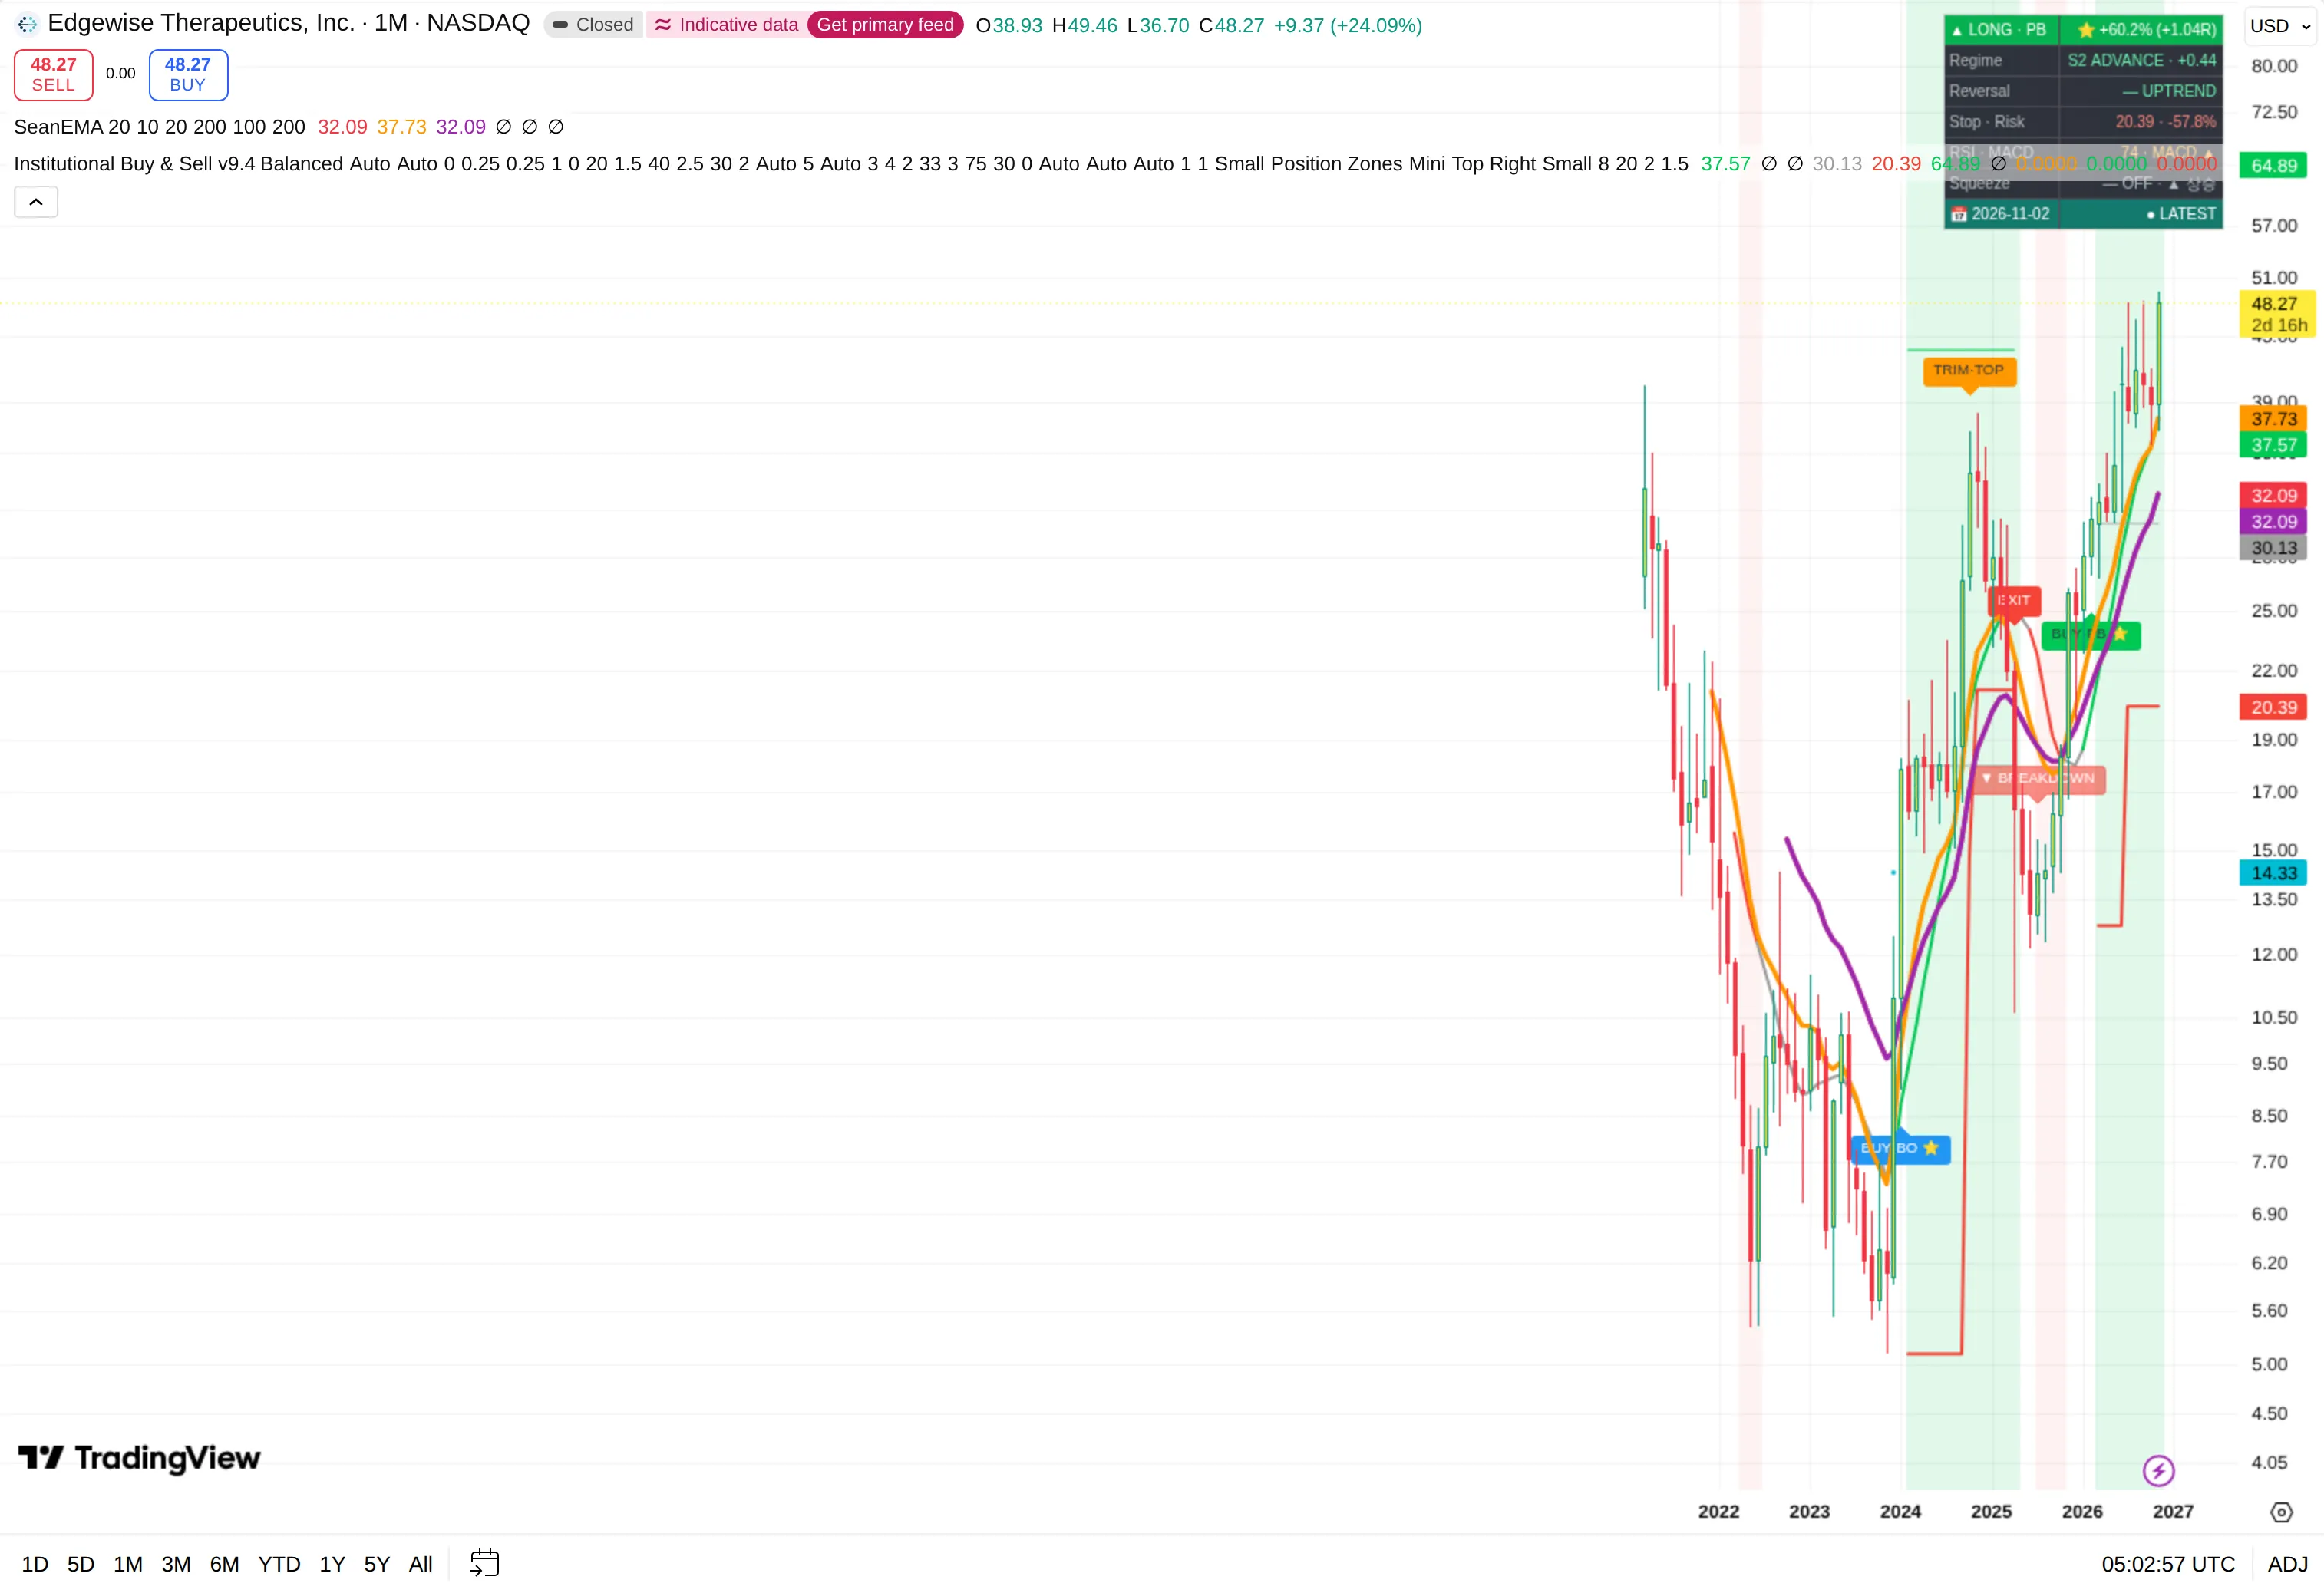 Edgewise Therapeutics, Inc. · 1M · NASDAQ Closed Indicative data Get primary feed O38.93 H49.46 L36.70 C48.27 +9.37 (+24.09%)
48.27 SELL 0.00 48.27 BUY
SeanEMA 20 10 20 200 100 200 32.09 37.73 32.09 ∅ ∅ ∅
Institutional Buy & Sell v9.4 Balanced Auto Auto 0 0.25 0.25 1 0 20 1.5 40 2.5 30 2 Auto 5 Auto 3 4 2 33 3 75 30 0 Auto Auto Auto 1 1 Small Position Zones Mini Top Right Small 8 20 2 1.5 37.57 ∅ ∅ 30.13 20.39 64.89 ∅ 0.0000 0.0000 0.0000
▲ LONG · PB ⭐ +60.2% (+1.04R)
Regime S2 ADVANCE · +0.44
Reversal — UPTREND
Stop · Risk 20.39 · -57.8%
RSI · MACD 74 · MACD ▲
Squeeze — OFF · ▲ 상승
📅 2026-11-02 ● LATEST
USD
80.00
72.50
64.89
57.00
51.00
48.27
2d 16h
39.00
37.73
37.57
32.09
32.09
30.13
25.00
22.00
20.39
19.00
17.00
15.00
14.33
13.50
12.00
10.50
9.50
8.50
7.70
6.90
6.20
5.60
5.00
4.50
4.05
TRIM·TOP
EXIT
BUY PB ⭐
▼ BREAKDOWN
BUY BO ⭐
TradingView
2022 2023 2024 2025 2026 2027
1D 5D 1M 3M 6M YTD 1Y 5Y All 05:02:57 UTC ADJ